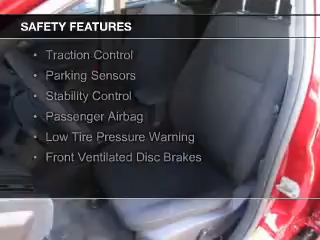 SAFETY FEATURES
• Traction Control
• Parking Sensors
• Stability Control
• Passenger Airbag
• Low Tire Pressure Warning
• Front Ventilated Disc Brakes